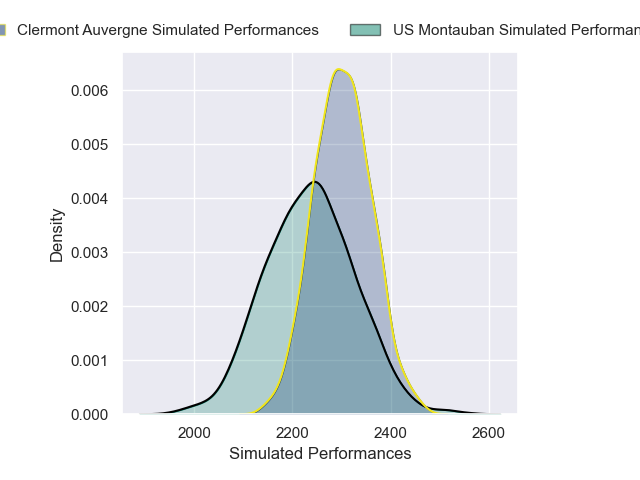 Clermont Auvergne Simulated Performances
US Montauban Simulated
0.006
0.005
0.004
0.003
0.002
0.001
0.000
Density
2000 2200 2400 2600
Simulated Performances